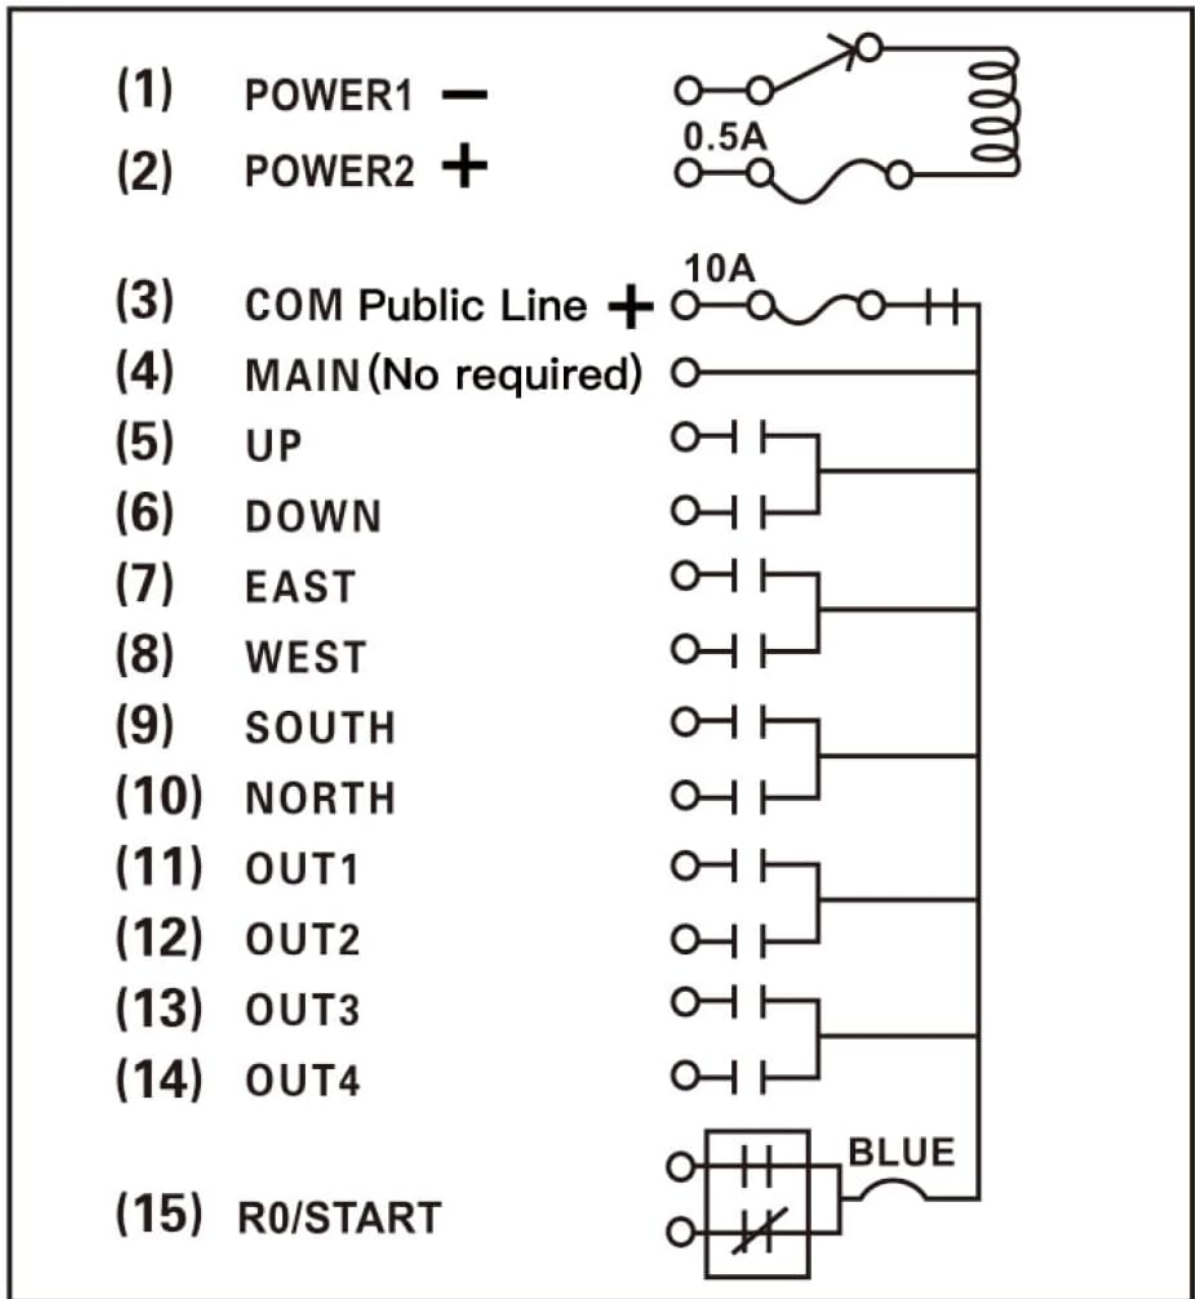 (1) POWER1 −
0.5A
(2) POWER2 +
10A
(3) COM Public Line +
(4) MAIN (No required)
(5) UP
(6) DOWN
(7) EAST
(8) WEST
(9) SOUTH
(10) NORTH
(11) OUT1
(12) OUT2
(13) OUT3
(14) OUT4
BLUE
(15) R0/START